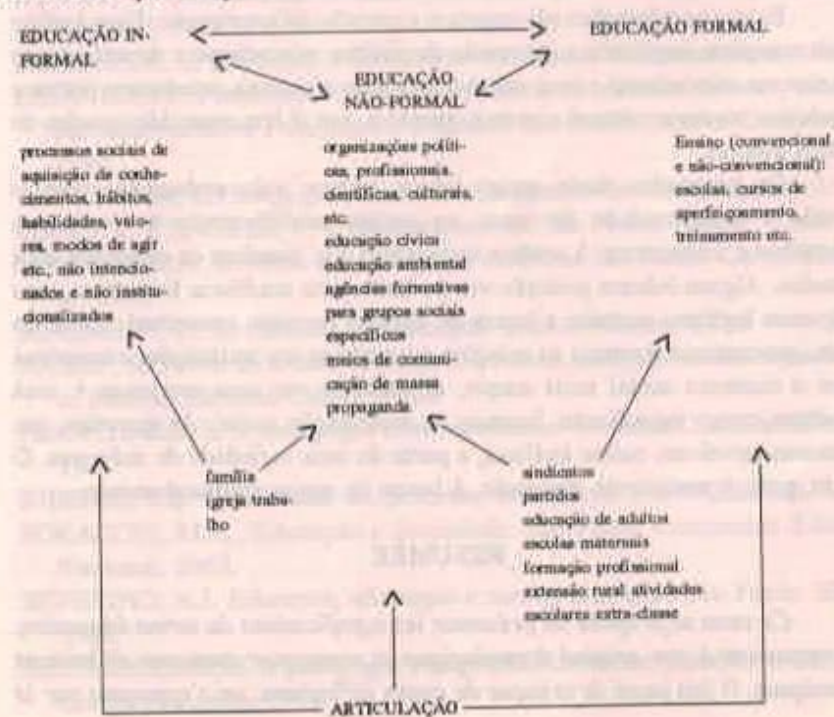 EDUCAÇÃO IN-
FORMAL
EDUCAÇÃO FORMAL
EDUCAÇÃO
NÃO-FORMAL
processos sociais de
aquisição de conhe-
cimentos, hábitos,
habilidades, valo-
res, modos de agir
etc., não intencio-
nados e não institu-
cionalizados
organizações políti-
cas, profissionais,
científicas, culturais,
etc.
educação cívica
educação ambiental
agências formativas
para grupos sociais
específicos
meios de comuni-
cação de massa
propaganda
Ensino (convencional
e não-convencional):
escolas, cursos de
aperfeiçoamento,
treinamento etc.
família
igreja traba-
lho
sindicatos
partidos
educação de adultos
escolas maternais
formação profissional
extensão rural atividades
escolares extra-classe
ARTICULAÇÃO